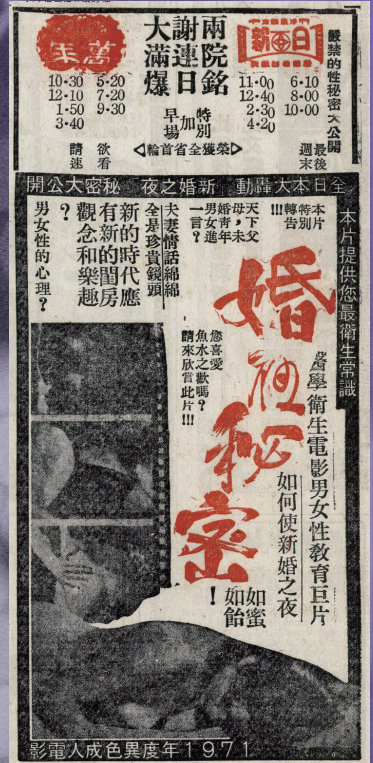 嚴禁的性秘密大公開
最後
週末
日新
11·00
12·40
2·30
4·20
6·10
8·00
10·00
兩院銘
謝連日
大滿爆
特別
加
早場
榮獲全省首輪
萬年
10·30
12·10
1·50
3·40
5·20
7·20
9·30
欲看
請速
全日本大轟動 新婚之夜 秘密大公開
本片提供您最衛生常識
本片
特別
轉告
!!!
天下父
母,未
婚青年
男女進
一言?
夫妻情話綿綿
全是珍貴鏡頭
新的時代應
有新的閨房
觀念和樂趣
?
男女性的心理?
婚夜秘密
您喜愛
魚水之歡嗎?
請來欣賞此片!!!
醫學衛生電影男女性教育巨片
如何使新婚之夜
如蜜
如飴
!
1971年度異色成人電影